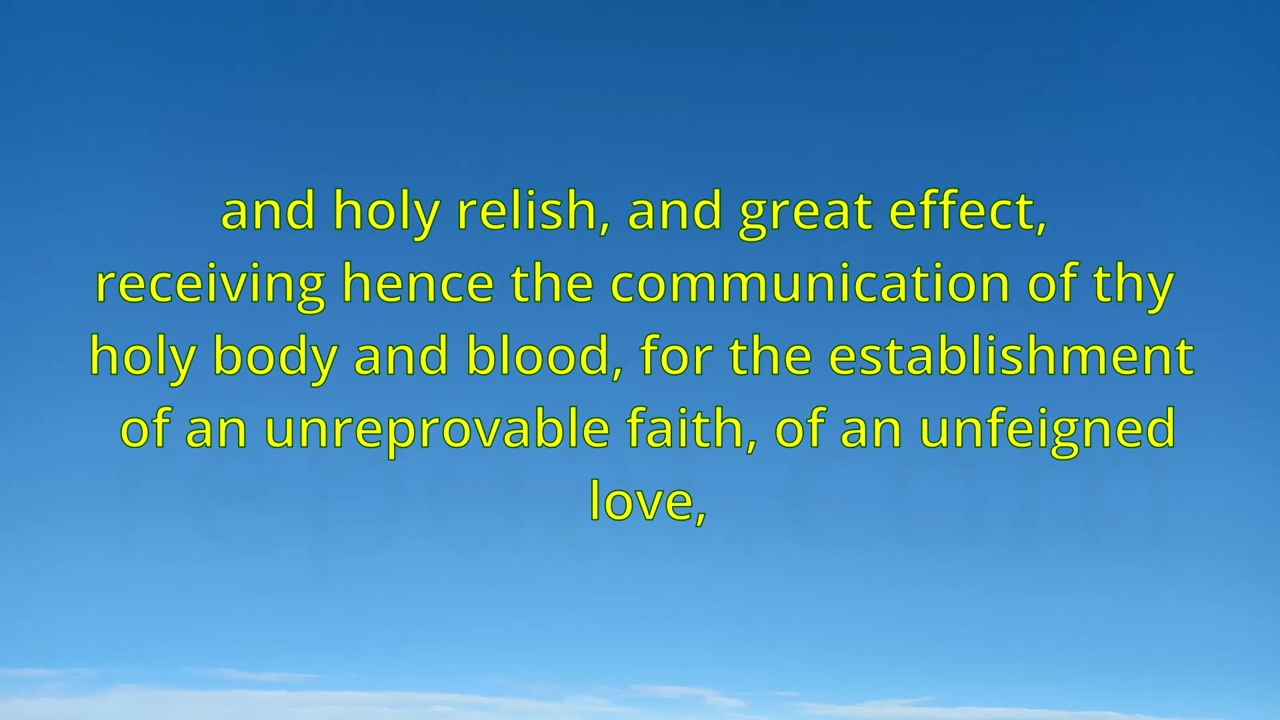 and holy relish, and great effect,
receiving hence the communication of thy
holy body and blood, for the establishment
of an unreprovable faith, of an unfeigned
love,